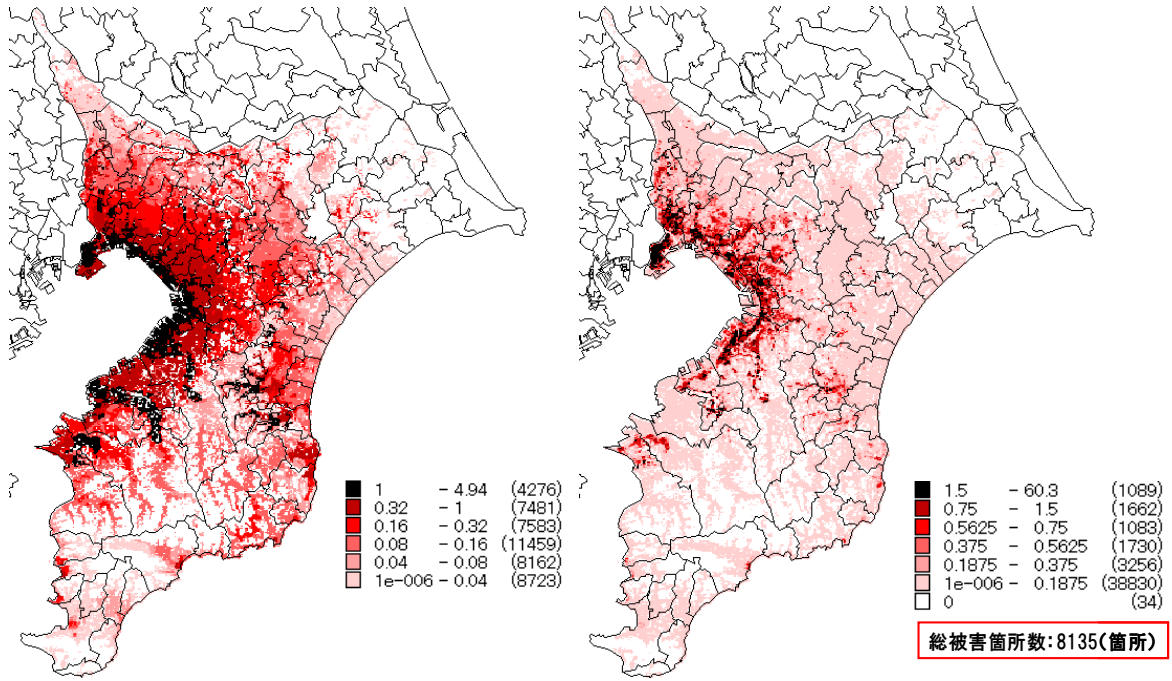 1 - 4.94 (4276)
0.32 - 1 (7481)
0.16 - 0.32 (7583)
0.08 - 0.16 (11459)
0.04 - 0.08 (8162)
1e-006 - 0.04 (8723)
1.5 - 60.3 (1089)
0.75 - 1.5 (1662)
0.5625 - 0.75 (1083)
0.375 - 0.5625 (1730)
0.1875 - 0.375 (3256)
1e-006 - 0.1875 (38830)
0 (34)
総被害箇所数:8135(箇所)